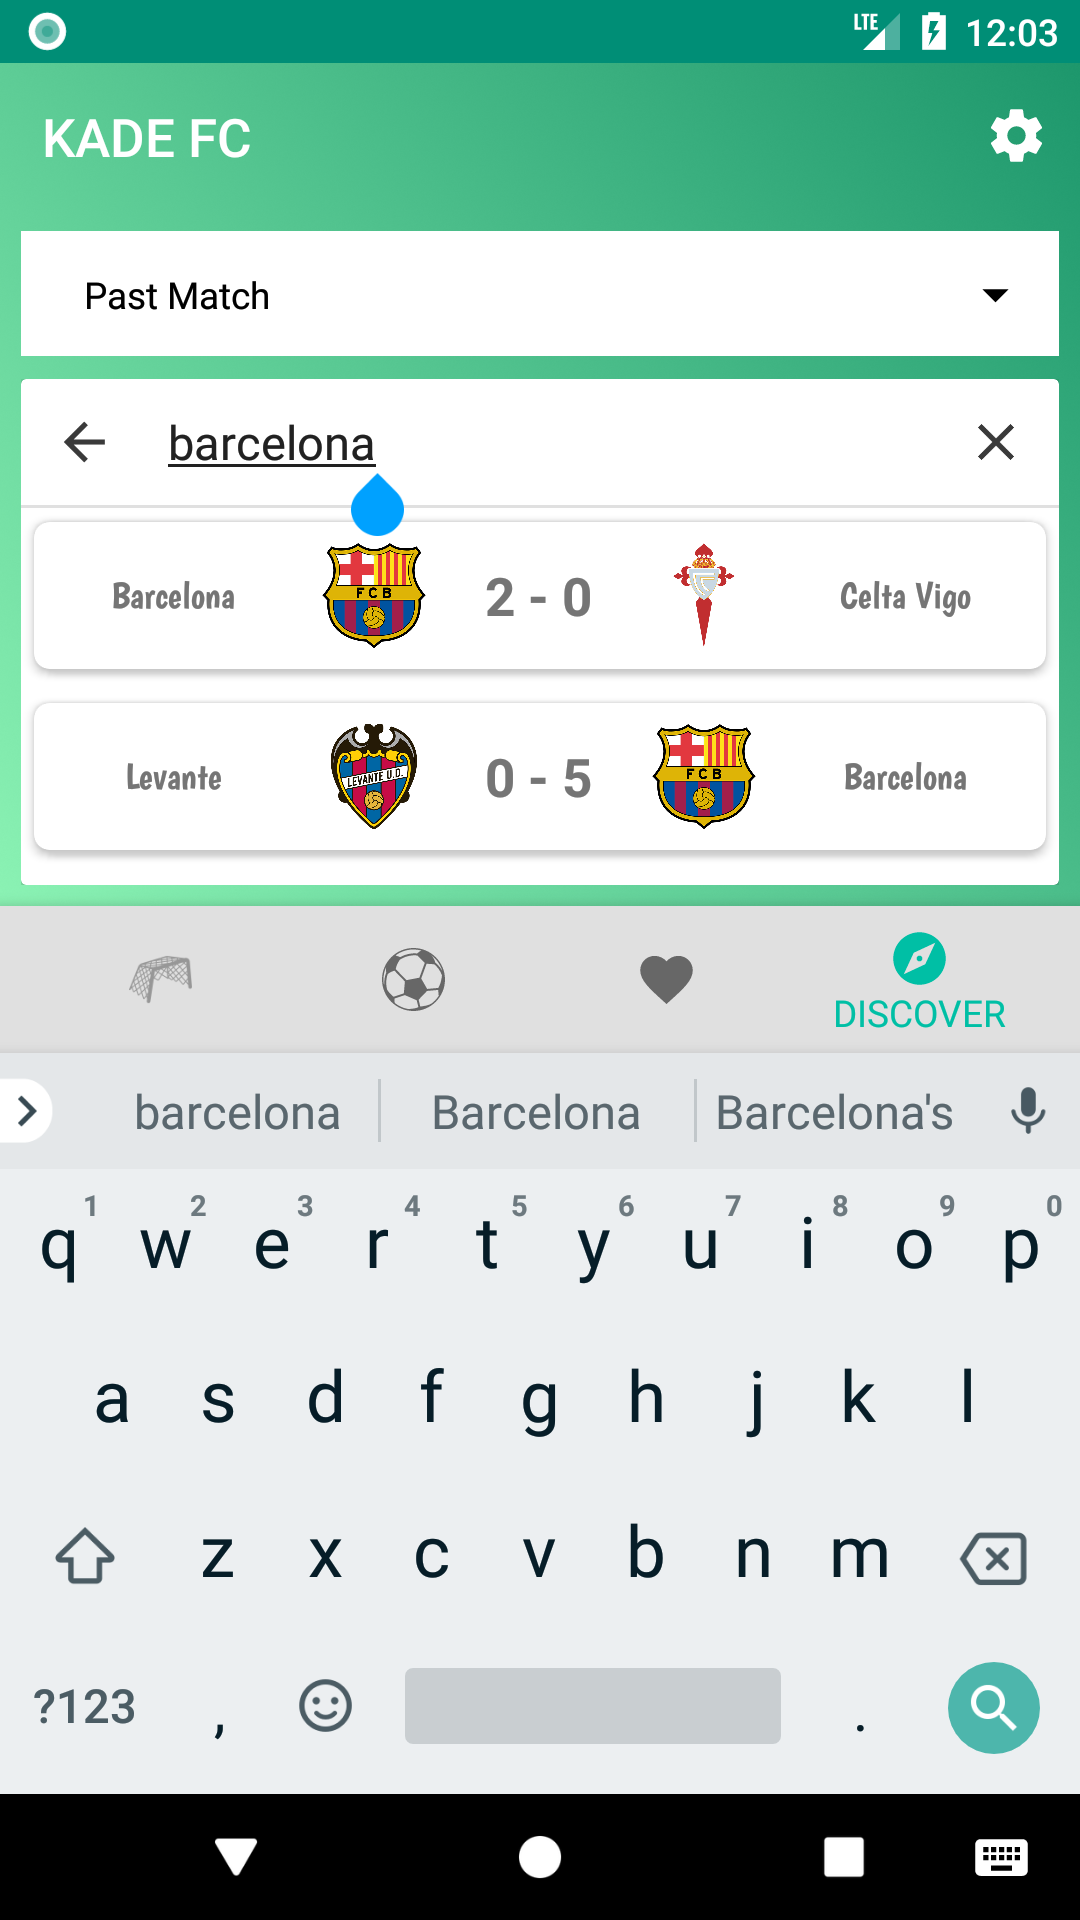 LTE 12:03
KADE FC
Past Match
barcelona
Barcelona FCB 2 - 0 Celta Vigo
Levante LEVANTE U.D. 0 - 5 FCB Barcelona
DISCOVER
barcelona Barcelona Barcelona's
1 2 3 4 5 6 7 8 9 0
q w e r t y u i o p
a s d f g h j k l
z x c v b n m
?123 , .